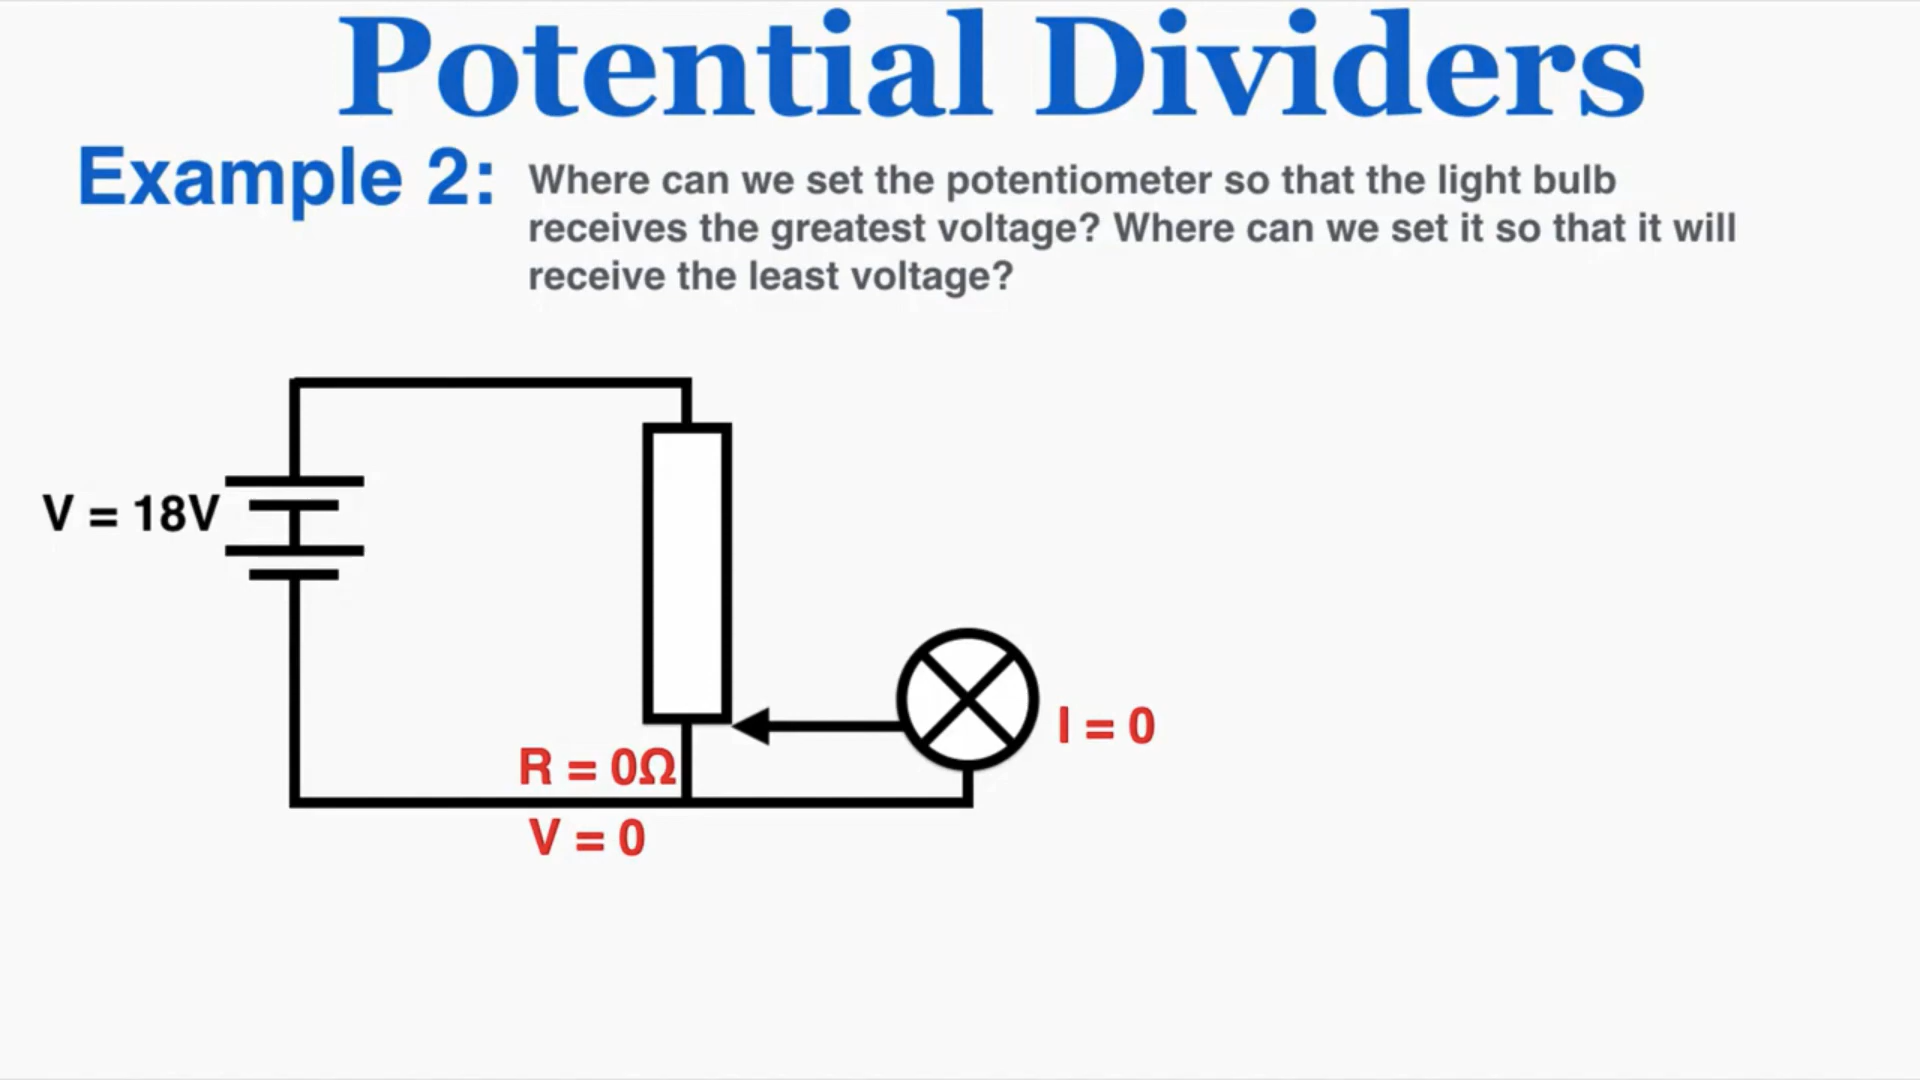 Potential Dividers
Example 2:
Where can we set the potentiometer so that the light bulb
receives the greatest voltage? Where can we set it so that it will
receive the least voltage?
V = 18V
I = 0
R = 0Ω
V = 0